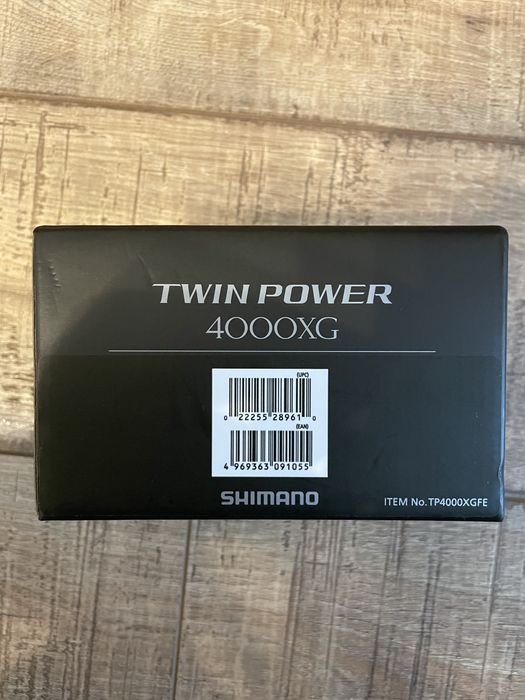 TWIN POWER
4000XG
(UPC)
0 22255 28961 0
(EAN)
4 969363 091055
SHIMANO
ITEM No.TP4000XGFE